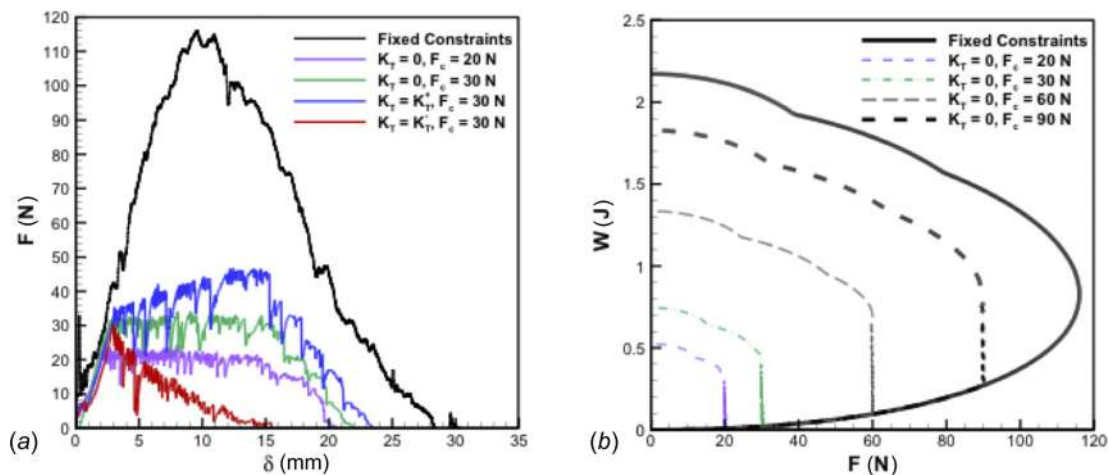 120
110
100
90
80
70
60
50
40
30
20
10
0
F (N)
0 5 10 15 20 25 30 35
δ (mm)
(a)
Fixed Constraints
K_T = 0, F_c = 20 N
K_T = 0, F_c = 30 N
K_T = K_T^+, F_c = 30 N
K_T = K_T^-, F_c = 30 N
2.5
2
1.5
1
0.5
0
W (J)
0 20 40 60 80 100 120
F (N)
(b)
Fixed Constraints
K_T = 0, F_c = 20 N
K_T = 0, F_c = 30 N
K_T = 0, F_c = 60 N
K_T = 0, F_c = 90 N